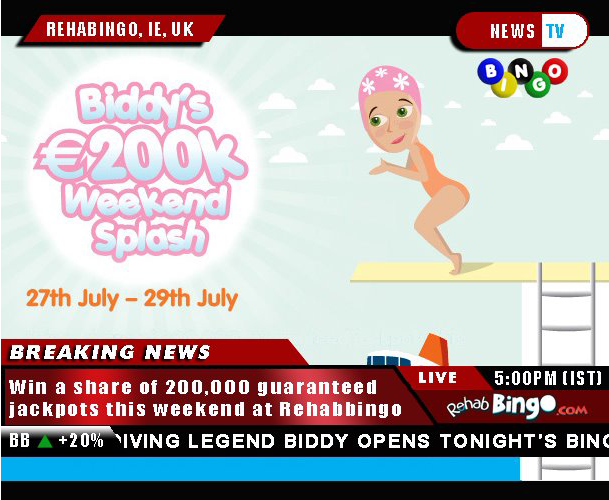 REHABINGO, IE, UK
NEWS TV
BINGO
Biddy's
€200k
Weekend
Splash
27th July – 29th July
BREAKING NEWS
LIVE
5:00PM (IST)
Win a share of 200,000 guaranteed
jackpots this weekend at Rehabbingo
Rehab Bingo.com
BB +20% IVING LEGEND BIDDY OPENS TONIGHT'S BING